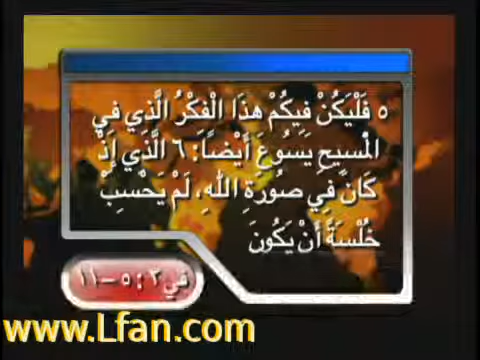 ٥ فَلْيَكُنْ فِيكُمْ هذَا الْفِكْرُ الَّذِي فِي
الْمَسِيحِ يَسُوعَ أَيْضًا: ٦ الَّذِي إِذْ
كَانَ فِي صُورَةِ اللهِ، لَمْ يَحْسِبْ
خُلْسَةً أَنْ يَكُونَ
في ٢ : ٥ – ١١
www.Lfan.com